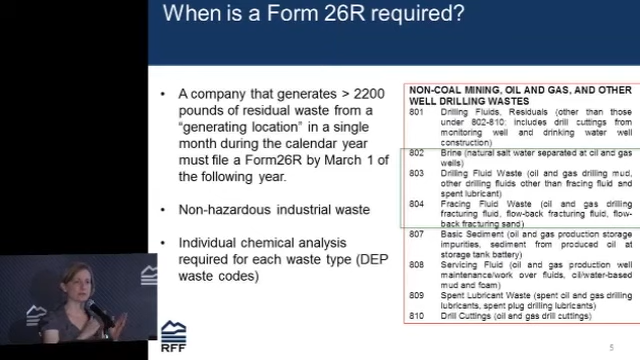 When is a Form 26R required?
• A company that generates > 2200
pounds of residual waste from a
"generating location" in a single
month during the calendar year
must file a Form26R by March 1 of
the following year.
• Non-hazardous industrial waste
• Individual chemical analysis
required for each waste type (DEP
waste codes)
NON-COAL MINING, OIL AND GAS, AND OTHER
WELL DRILLING WASTES
801 Drilling Fluids, Residuals (other than those
under 802-810: includes drill cuttings from
monitoring well and drinking water well
construction)
802 Brine (natural salt water separated at oil and gas
wells)
803 Drilling Fluid Waste (oil and gas drilling mud,
other drilling fluids other than fracing fluid and
spent lubricant)
804 Fracing Fluid Waste (oil and gas drilling
fracturing fluid, flow-back fracturing fluid, flow-
back fracturing sand)
807 Basic Sediment (oil and gas production storage
impurities, sediment from produced oil at
storage tank battery)
808 Servicing Fluid (oil and gas production well
maintenance/work over fluids, oil/water-based
mud and foam)
809 Spent Lubricant Waste (spent oil and gas drilling
lubricants, spent plug drilling lubricants)
810 Drill Cuttings (oil and gas drill cuttings)
RFF
5